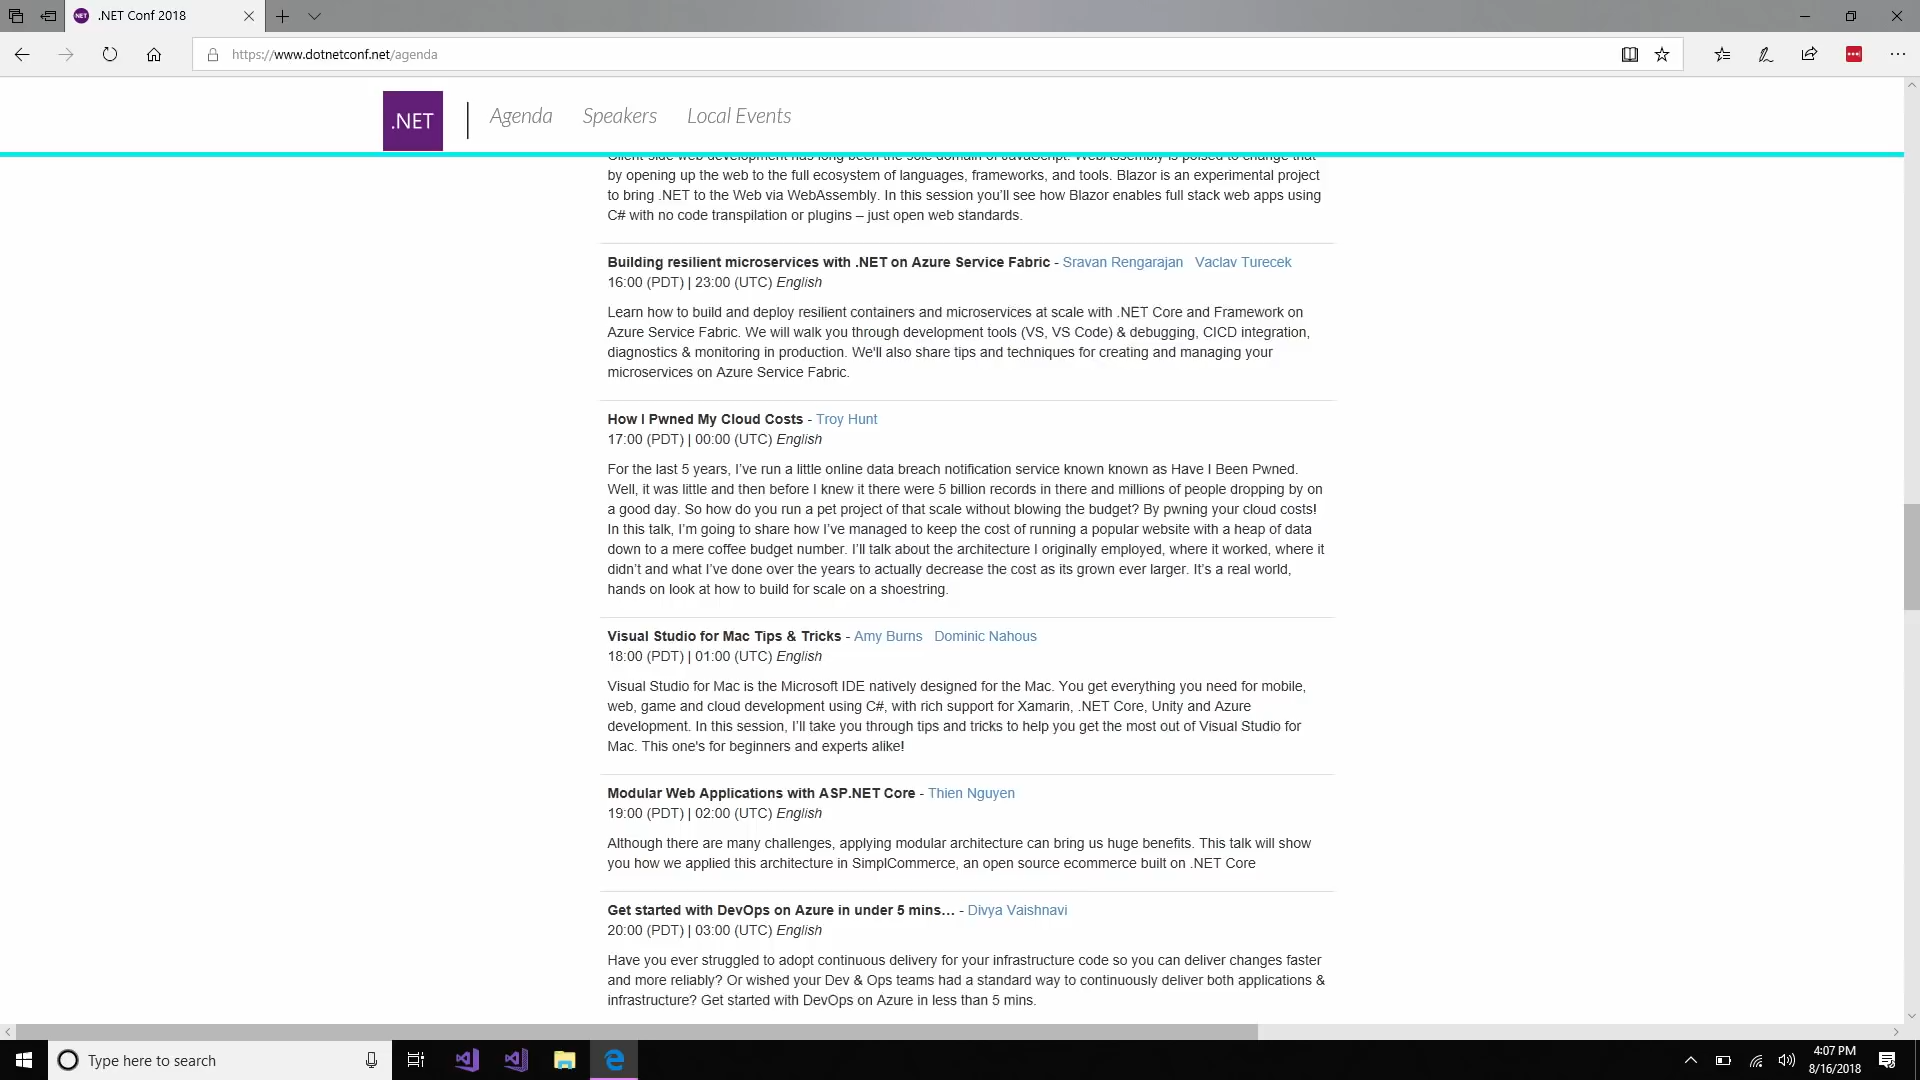 .NET Conf 2018
https://www.dotnetconf.net/agenda
.NET
Agenda
Speakers
Local Events
Client-side web development has long been the sole domain of JavaScript. WebAssembly is poised to change that
by opening up the web to the full ecosystem of languages, frameworks, and tools. Blazor is an experimental project
to bring .NET to the Web via WebAssembly. In this session you’ll see how Blazor enables full stack web apps using
C# with no code transpilation or plugins – just open web standards.
Building resilient microservices with .NET on Azure Service Fabric - Sravan Rengarajan Vaclav Turecek
16:00 (PDT) | 23:00 (UTC) English
Learn how to build and deploy resilient containers and microservices at scale with .NET Core and Framework on
Azure Service Fabric. We will walk you through development tools (VS, VS Code) & debugging, CICD integration,
diagnostics & monitoring in production. We'll also share tips and techniques for creating and managing your
microservices on Azure Service Fabric.
How I Pwned My Cloud Costs - Troy Hunt
17:00 (PDT) | 00:00 (UTC) English
For the last 5 years, I’ve run a little online data breach notification service known known as Have I Been Pwned.
Well, it was little and then before I knew it there were 5 billion records in there and millions of people dropping by on
a good day. So how do you run a pet project of that scale without blowing the budget? By pwning your cloud costs!
In this talk, I’m going to share how I’ve managed to keep the cost of running a popular website with a heap of data
down to a mere coffee budget number. I’ll talk about the architecture I originally employed, where it worked, where it
didn’t and what I’ve done over the years to actually decrease the cost as its grown ever larger. It’s a real world,
hands on look at how to build for scale on a shoestring.
Visual Studio for Mac Tips & Tricks - Amy Burns Dominic Nahous
18:00 (PDT) | 01:00 (UTC) English
Visual Studio for Mac is the Microsoft IDE natively designed for the Mac. You get everything you need for mobile,
web, game and cloud development using C#, with rich support for Xamarin, .NET Core, Unity and Azure
development. In this session, I’ll take you through tips and tricks to help you get the most out of Visual Studio for
Mac. This one's for beginners and experts alike!
Modular Web Applications with ASP.NET Core - Thien Nguyen
19:00 (PDT) | 02:00 (UTC) English
Although there are many challenges, applying modular architecture can bring us huge benefits. This talk will show
you how we applied this architecture in SimplCommerce, an open source ecommerce built on .NET Core
Get started with DevOps on Azure in under 5 mins… - Divya Vaishnavi
20:00 (PDT) | 03:00 (UTC) English
Have you ever struggled to adopt continuous delivery for your infrastructure code so you can deliver changes faster
and more reliably? Or wished your Dev & Ops teams had a standard way to continuously deliver both applications &
infrastructure? Get started with DevOps on Azure in less than 5 mins.
Type here to search
4:07 PM
8/16/2018